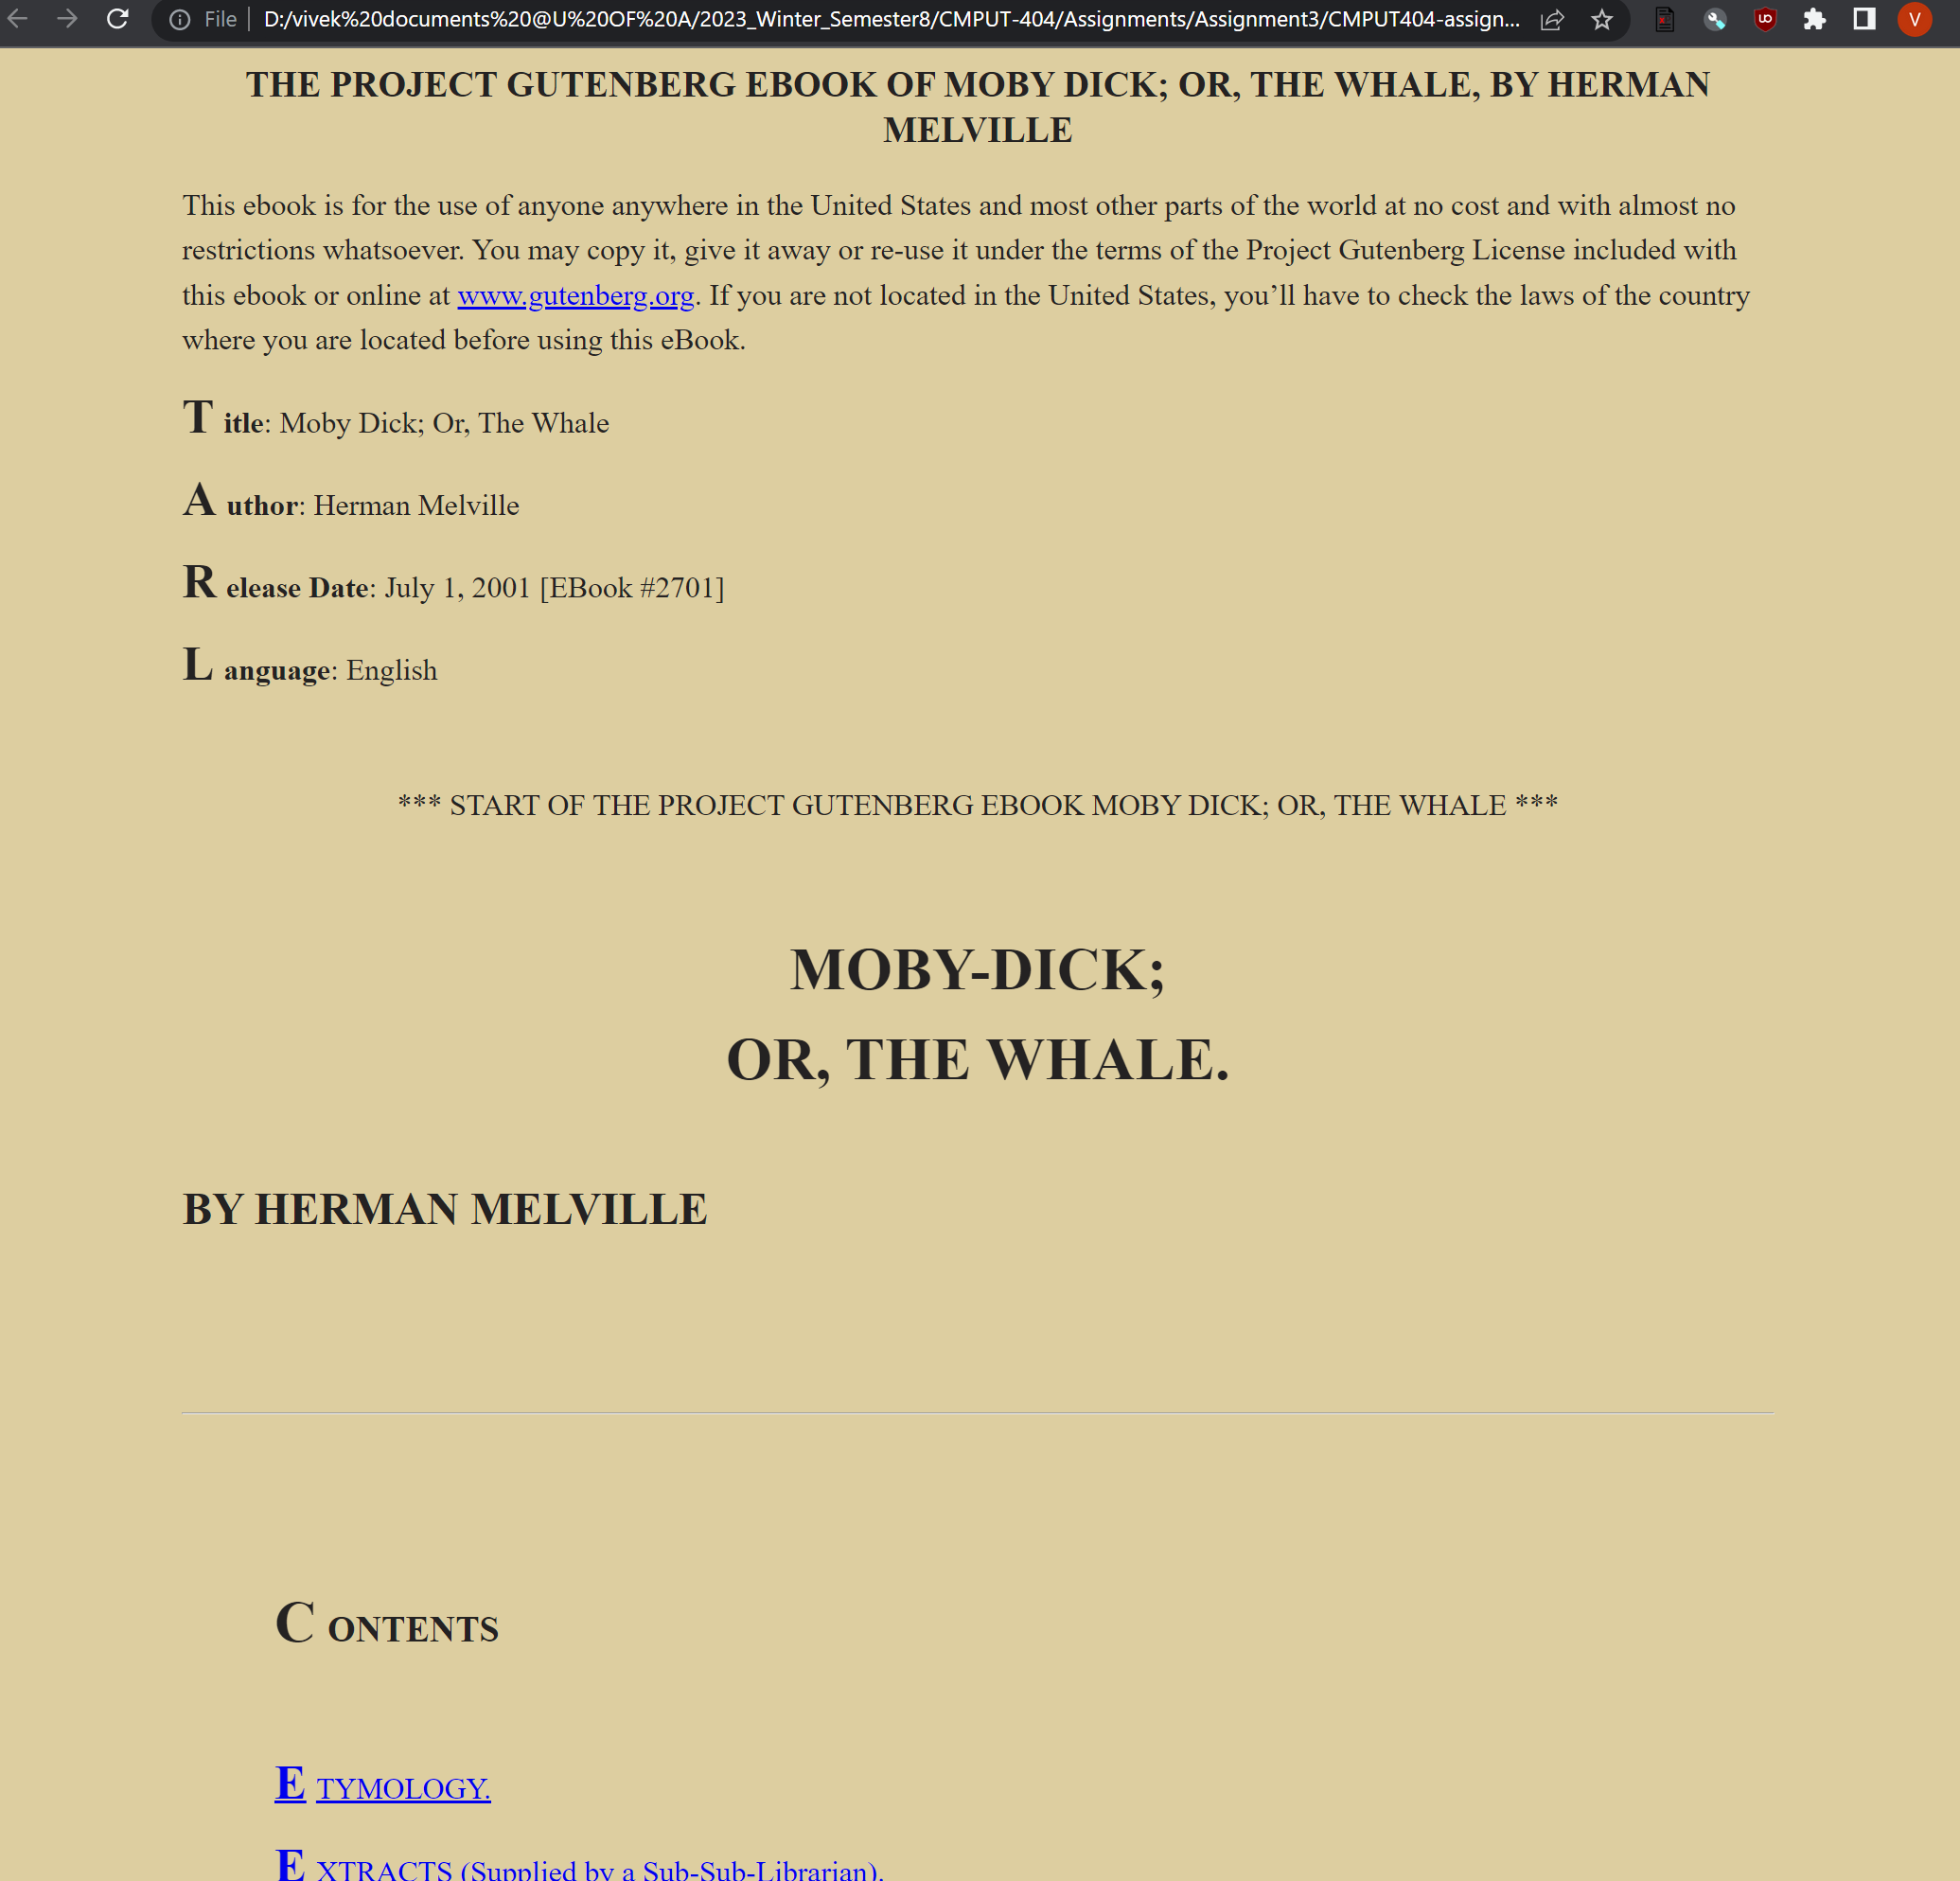 File D:/vivek%20documents%20@U%20OF%20A/2023_Winter_Semester8/CMPUT-404/Assignments/Assignment3/CMPUT404-assign...
V
THE PROJECT GUTENBERG EBOOK OF MOBY DICK; OR, THE WHALE, BY HERMAN
MELVILLE
This ebook is for the use of anyone anywhere in the United States and most other parts of the world at no cost and with almost no
restrictions whatsoever. You may copy it, give it away or re-use it under the terms of the Project Gutenberg License included with
this ebook or online at www.gutenberg.org. If you are not located in the United States, you’ll have to check the laws of the country
where you are located before using this eBook.
T itle: Moby Dick; Or, The Whale
A uthor: Herman Melville
R elease Date: July 1, 2001 [EBook #2701]
L anguage: English
*** START OF THE PROJECT GUTENBERG EBOOK MOBY DICK; OR, THE WHALE ***
MOBY-DICK;
OR, THE WHALE.
BY HERMAN MELVILLE
C ONTENTS
E TYMOLOGY.
E XTRACTS (Supplied by a Sub-Sub-Librarian).